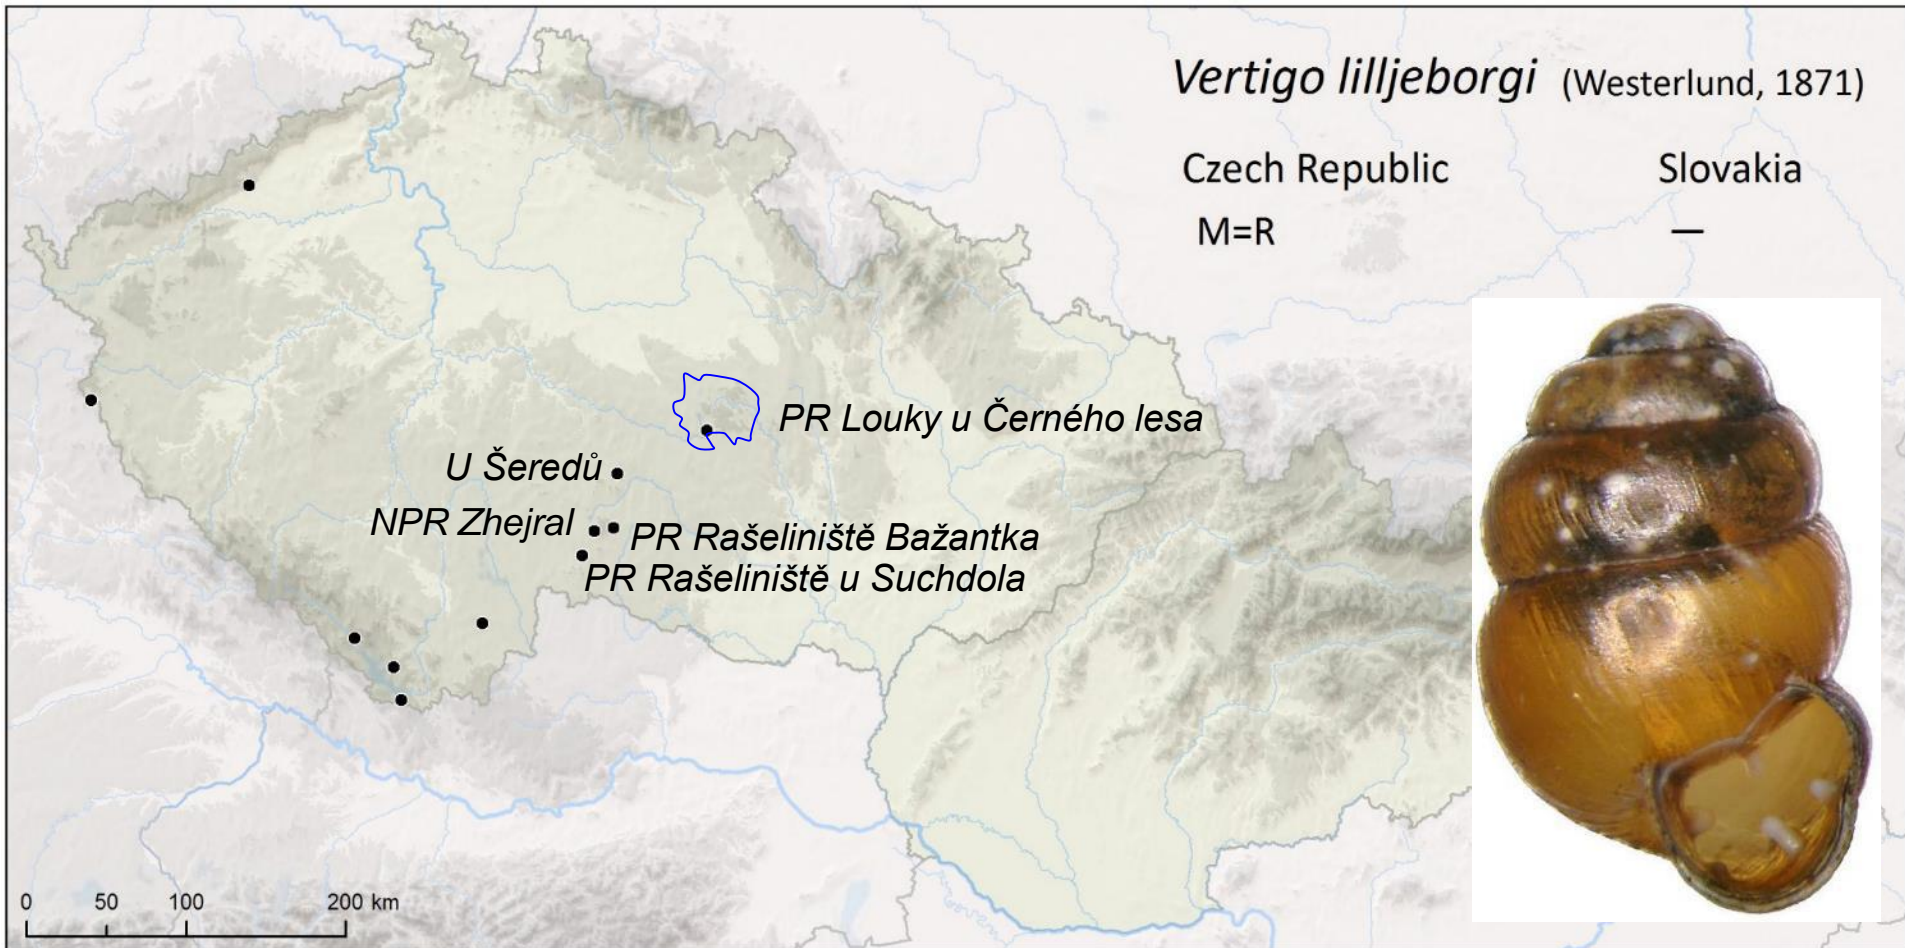 Vertigo lilljeborgi (Westerlund, 1871)
Czech Republic Slovakia
M=R —
PR Louky u Černého lesa
U Šeredů
NPR Zhejral
PR Rašeliniště Bažantka
PR Rašeliniště u Suchdola
0 50 100 200 km